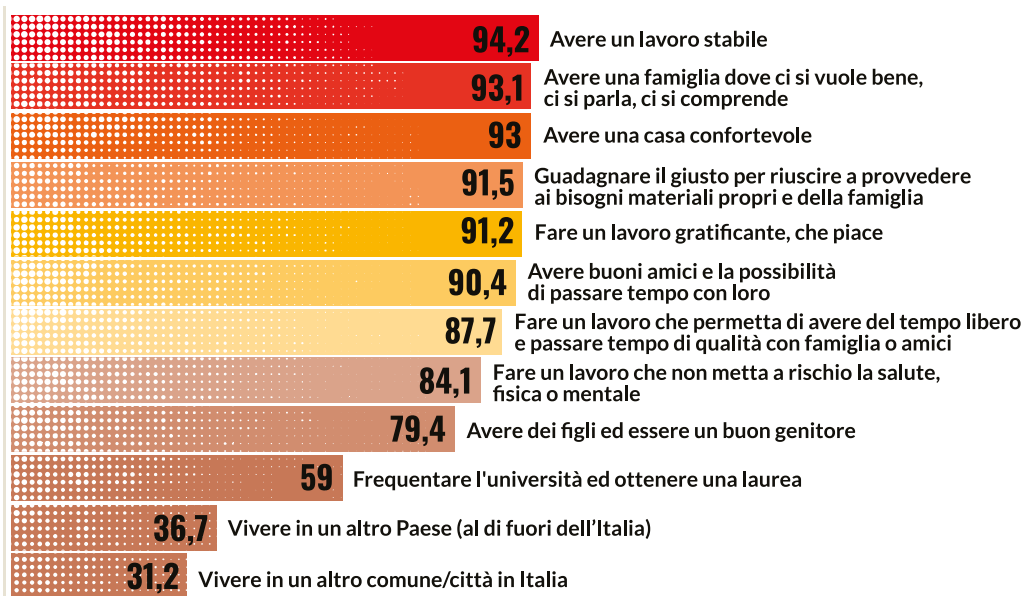 94,2 Avere un lavoro stabile
93,1 Avere una famiglia dove ci si vuole bene,
ci si parla, ci si comprende
93 Avere una casa confortevole
91,5 Guadagnare il giusto per riuscire a provvedere
ai bisogni materiali propri e della famiglia
91,2 Fare un lavoro gratificante, che piace
90,4 Avere buoni amici e la possibilità
di passare tempo con loro
87,7 Fare un lavoro che permetta di avere del tempo libero
e passare tempo di qualità con famiglia o amici
84,1 Fare un lavoro che non metta a rischio la salute,
fisica o mentale
79,4 Avere dei figli ed essere un buon genitore
59 Frequentare l'università ed ottenere una laurea
36,7 Vivere in un altro Paese (al di fuori dell’Italia)
31,2 Vivere in un altro comune/città in Italia